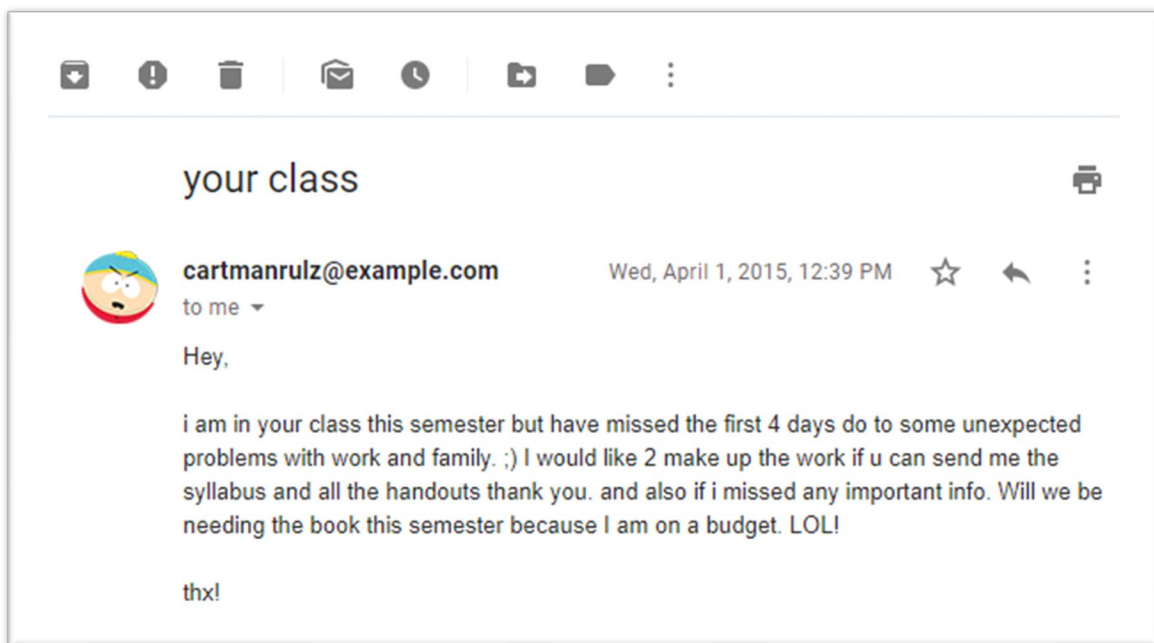 your class
cartmanrulz@example.com
Wed, April 1, 2015, 12:39 PM
to me
Hey,
i am in your class this semester but have missed the first 4 days do to some unexpected
problems with work and family. ;) I would like 2 make up the work if u can send me the
syllabus and all the handouts thank you. and also if i missed any important info. Will we be
needing the book this semester because I am on a budget. LOL!
thx!